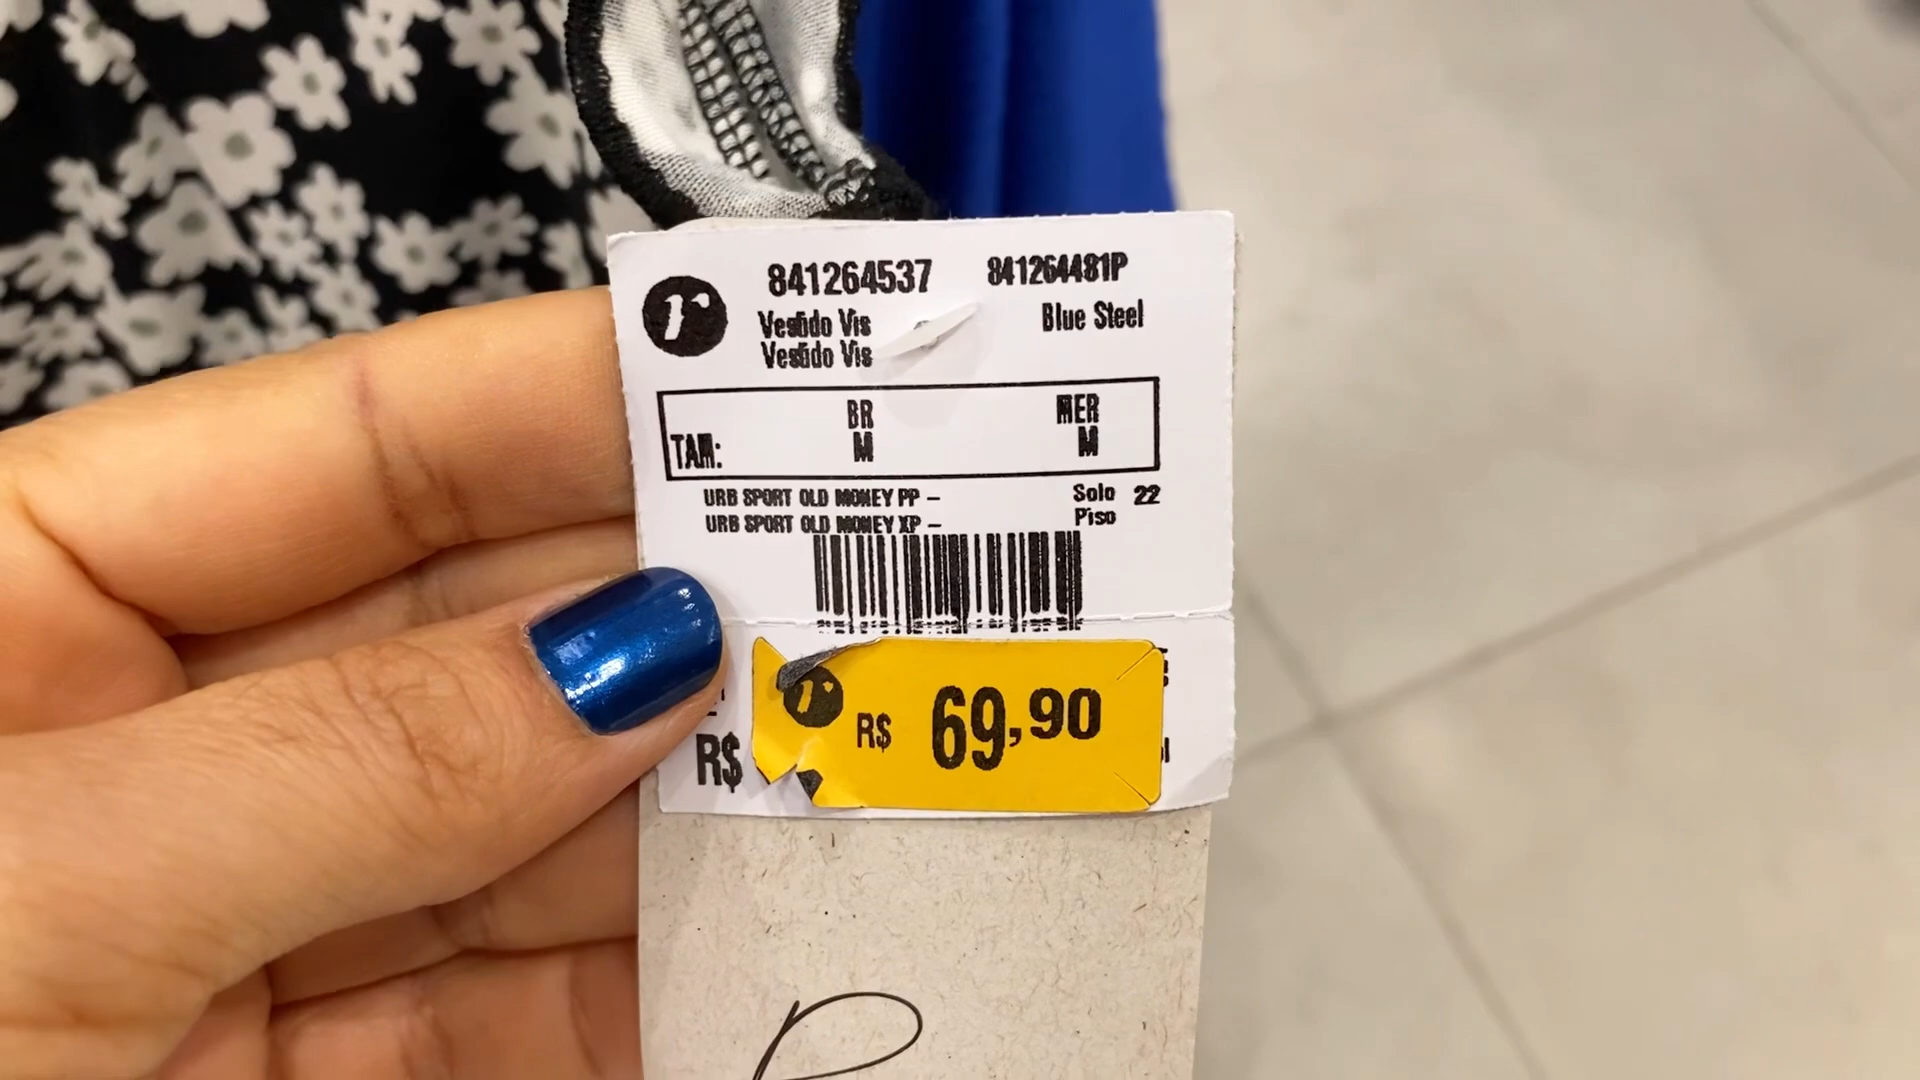 841264537 841264481P
r
Vestido Vis Blue Steel
Vestido Vis
BR MER
TAM: M M
URB SPORT OLD MONEY PP - Solo 22
URB SPORT OLD MONEY XP - Piso
r R$ 69,90
R$